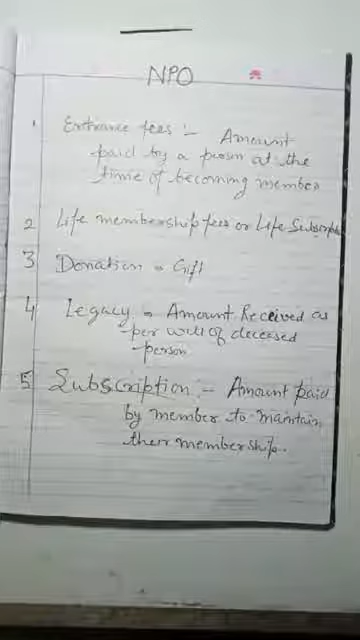 NPO
1 Entrance fees :- Amount
paid by a person at the
time of becoming member
2 Life membership fees or Life Subscrip
3 Donation = Gift
4 Legacy = Amount Received as
per will of deceased
person
5 Subscription :- Amount paid
by member to maintain
their membership.